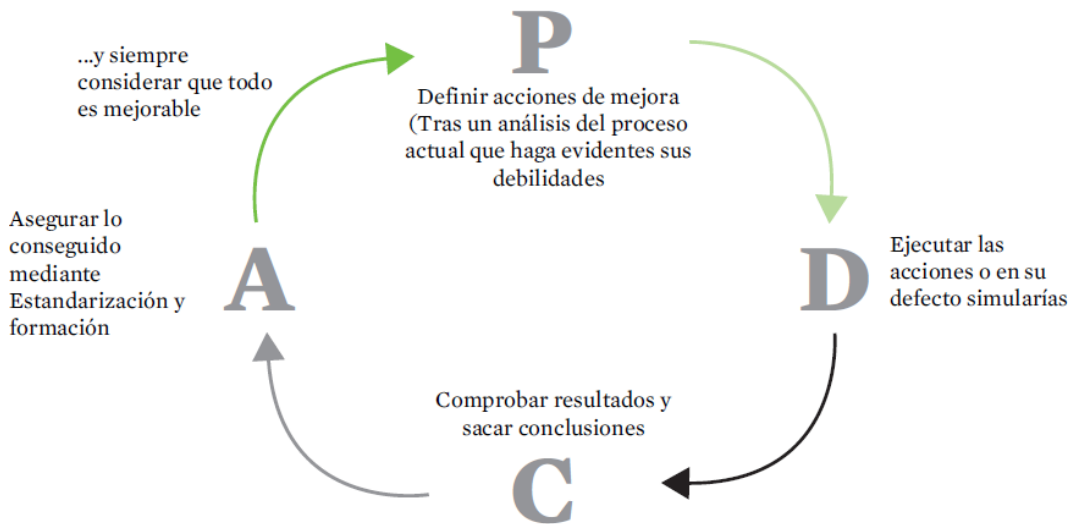 P
Definir acciones de mejora
(Tras un análisis del proceso
actual que haga evidentes sus
debilidades
D
Ejecutar las
acciones o en su
defecto simularías
Comprobar resultados y
sacar conclusiones
C
A
Asegurar lo
conseguido
mediante
Estandarización y
formación
...y siempre
considerar que todo
es mejorable